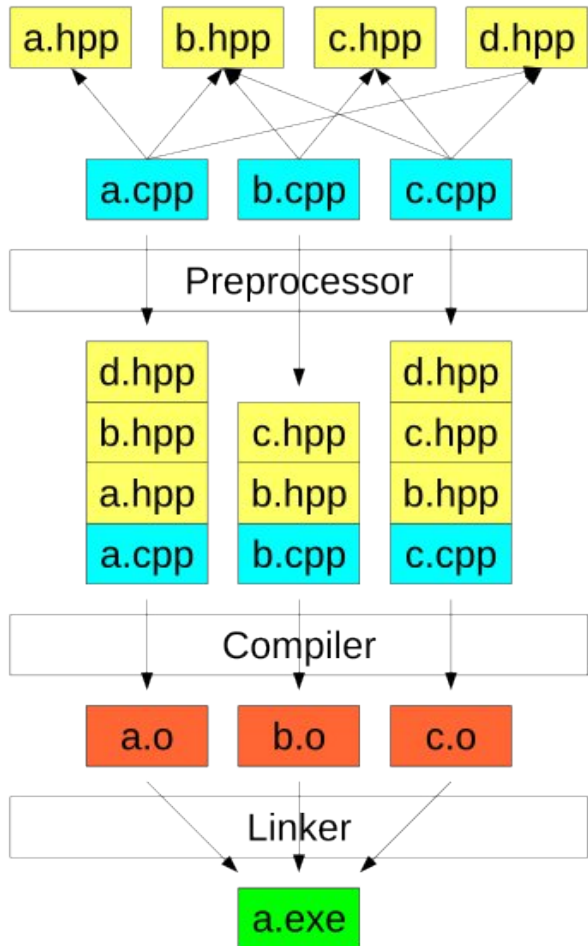 a.hpp b.hpp c.hpp d.hpp
a.cpp b.cpp c.cpp
Preprocessor
d.hpp d.hpp
b.hpp c.hpp c.hpp
a.hpp b.hpp b.hpp
a.cpp b.cpp c.cpp
Compiler
a.o b.o c.o
Linker
a.exe